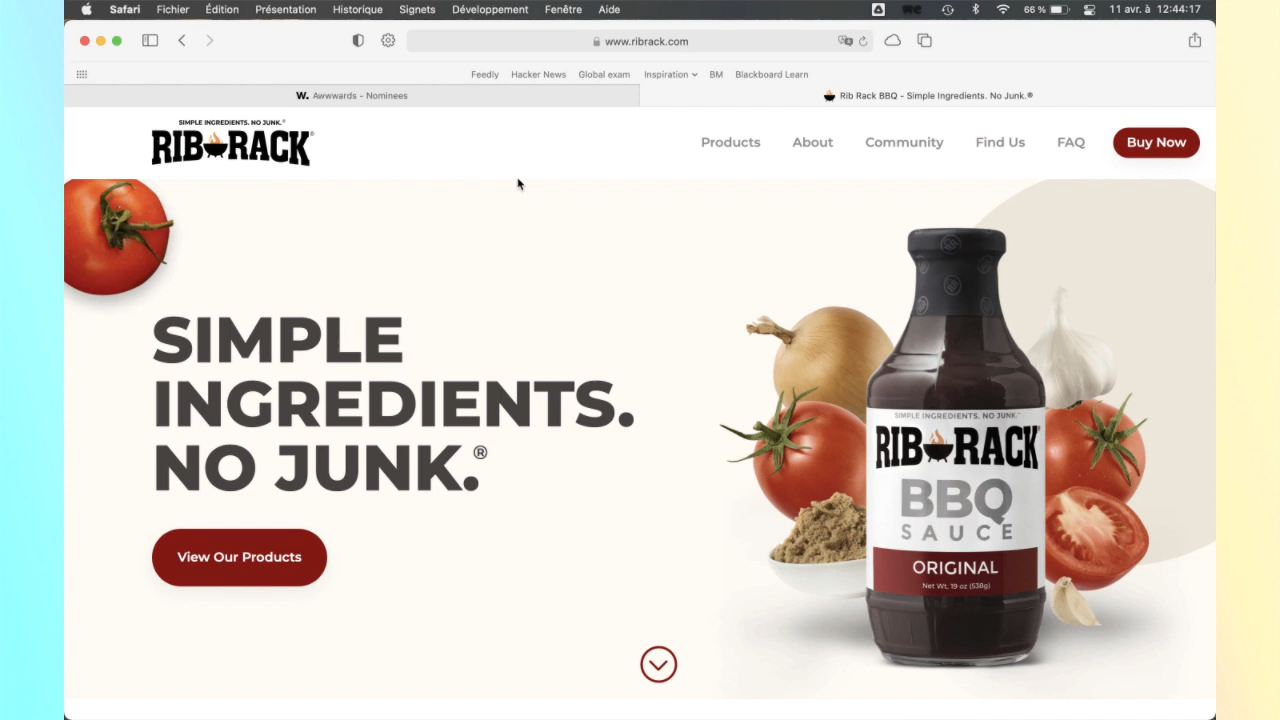 Safari Fichier Édition Présentation Historique Signets Développement Fenêtre Aide 66 % 11 avr. à 12:44:17
www.ribrack.com
Feedly Hacker News Global exam Inspiration BM Blackboard Learn
W. Awwwards - Nominees
Rib Rack BBQ - Simple Ingredients. No Junk.®
SIMPLE INGREDIENTS. NO JUNK.®
RIB RACK®
Products About Community Find Us FAQ Buy Now
SIMPLE
INGREDIENTS.
NO JUNK.®
View Our Products
SIMPLE INGREDIENTS. NO JUNK.™
RIB RACK®
BBQ
SAUCE
ORIGINAL
Net Wt. 19 oz (538g)